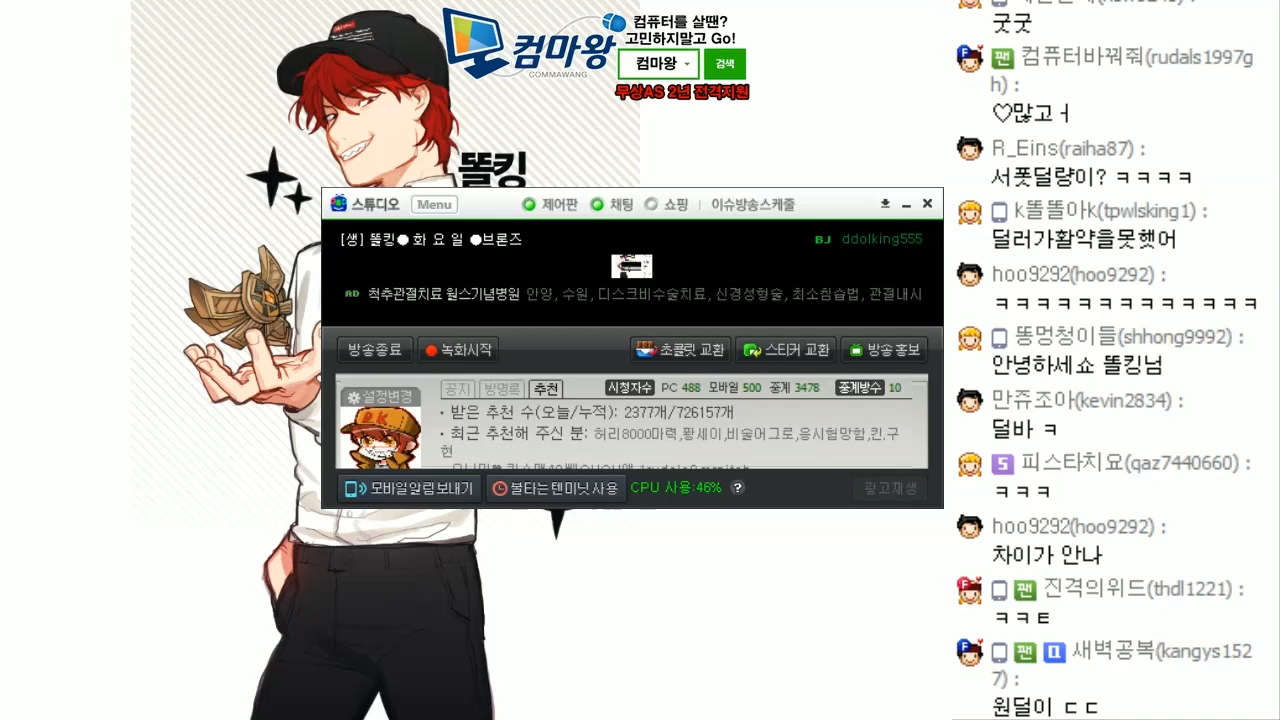 컴마왕
COMMAWANG
컴퓨터를 살땐?
고민하지말고 Go!
컴마왕
검색
무상AS 2년 전격지원
똘킹
스튜디오 Menu 제어판 채팅 쇼핑 | 이슈방송스케줄
[생] 똘킹● 화 요 일 ●브론즈
BJ ddolking555
AD 척추관절치료 윌스기념병원 안양, 수원, 디스크비수술치료, 신경성형술, 최소침습법, 관절내시
방송종료 녹화시작 초콜릿 교환 스티커 교환 방송 홍보
설정변경
공지 방명록 추천 시청자수 PC 488 모바일 500 중계 3478 중계방수 10
· 받은 추천 수(오늘/누적): 2377개/726157개
· 최근 추천해 주신 분: 허리8000마력,황세이,비술어그로,응시험망함,킨,구
현
모바일알림보내기 불타는텐미닛사용 CPU 사용:46% ? 광고재생
굿굿
F 팬 컴퓨터바꿔줘(rudals1997g
h) :
♡많고ㅓ
R_Eins(raiha87) :
서폿딜량이? ㅋㅋㅋㅋ
K똘똘아K(tpwlsking1) :
덜러가활약을못했어
hoo9292(hoo9292) :
ㅋㅋㅋㅋㅋㅋㅋㅋㅋㅋㅋㅋㅋ
똥멍청이들(shhong9992) :
안녕하세쇼 똘킹님
만쥬조아(kevin2834) :
덜바 ㅋ
S 피스타치요(qaz7440660) :
ㅋㅋㅋ
hoo9292(hoo9292) :
차이가 안나
F 팬 진격의위드(thdl1221) :
ㅋㅋㅌ
F 팬 새벽공복(kangys152
7) :
원딜이 ㄷㄷ